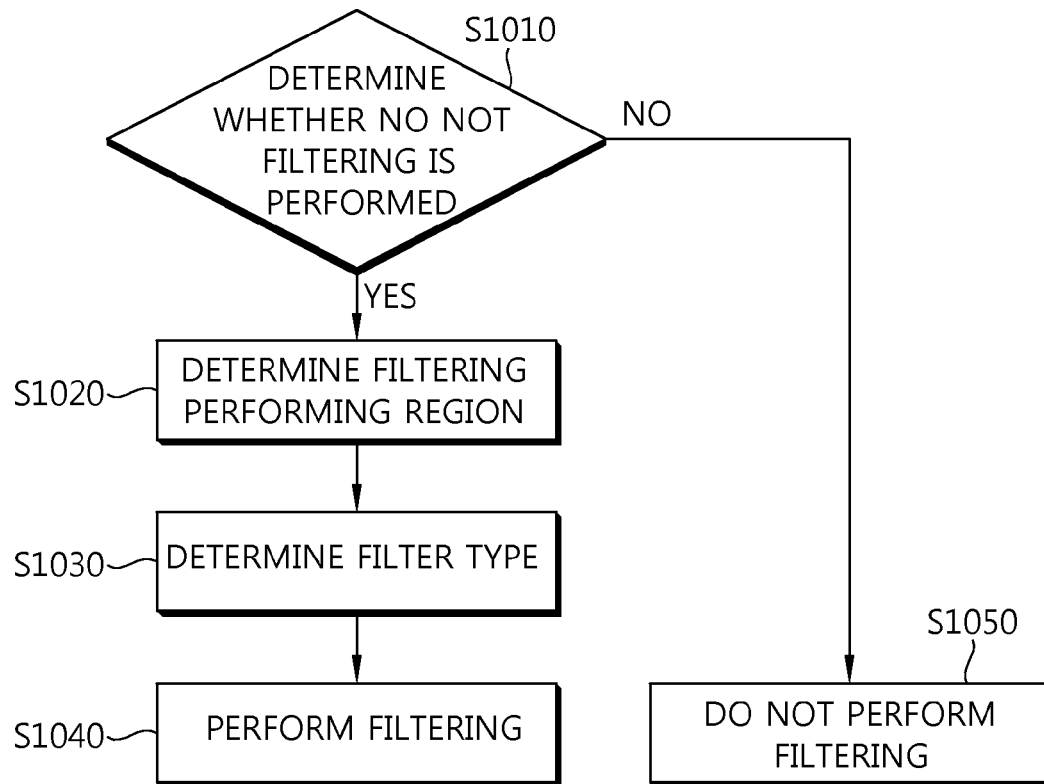 S1010
DETERMINE
WHETHER NO NOT
FILTERING IS
PERFORMED
NO
YES
S1020
DETERMINE FILTERING
PERFORMING REGION
S1030
DETERMINE FILTER TYPE
S1050
S1040
PERFORM FILTERING
DO NOT PERFORM
FILTERING